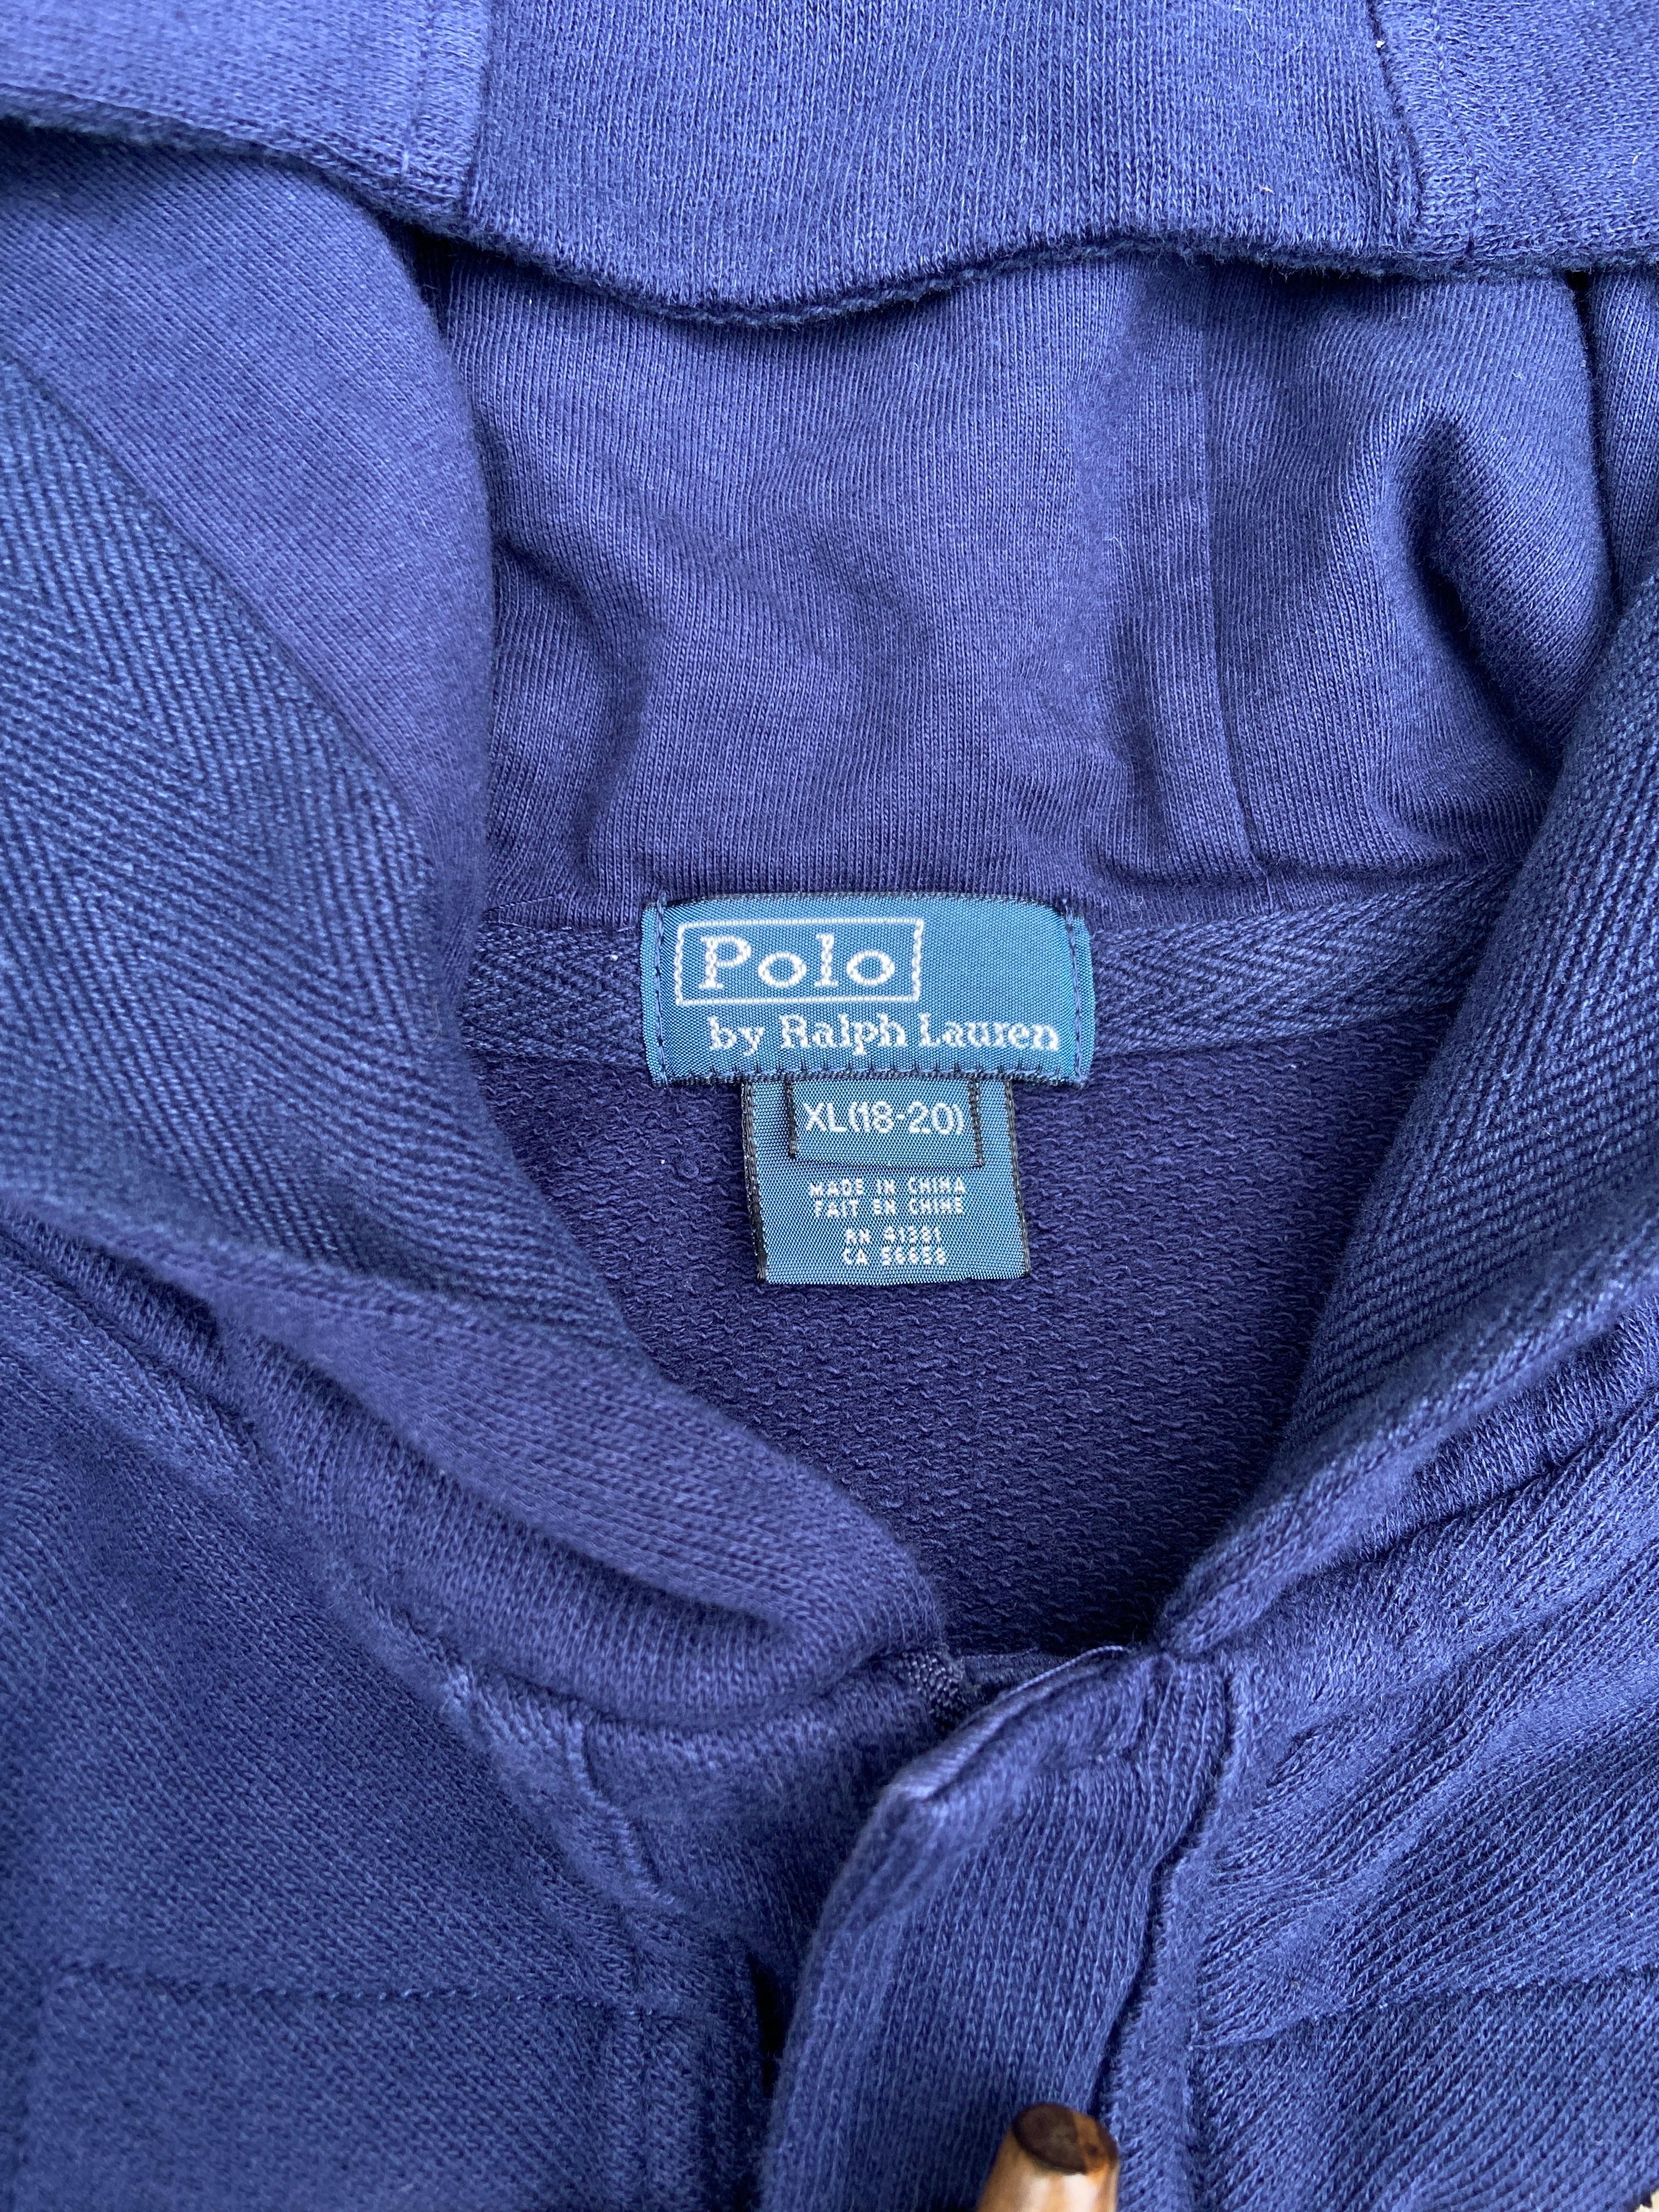 Polo
by Ralph Lauren
XL(18-20)
MADE IN CHINA
FAIT EN CHINE
RN 41381
CA 56658